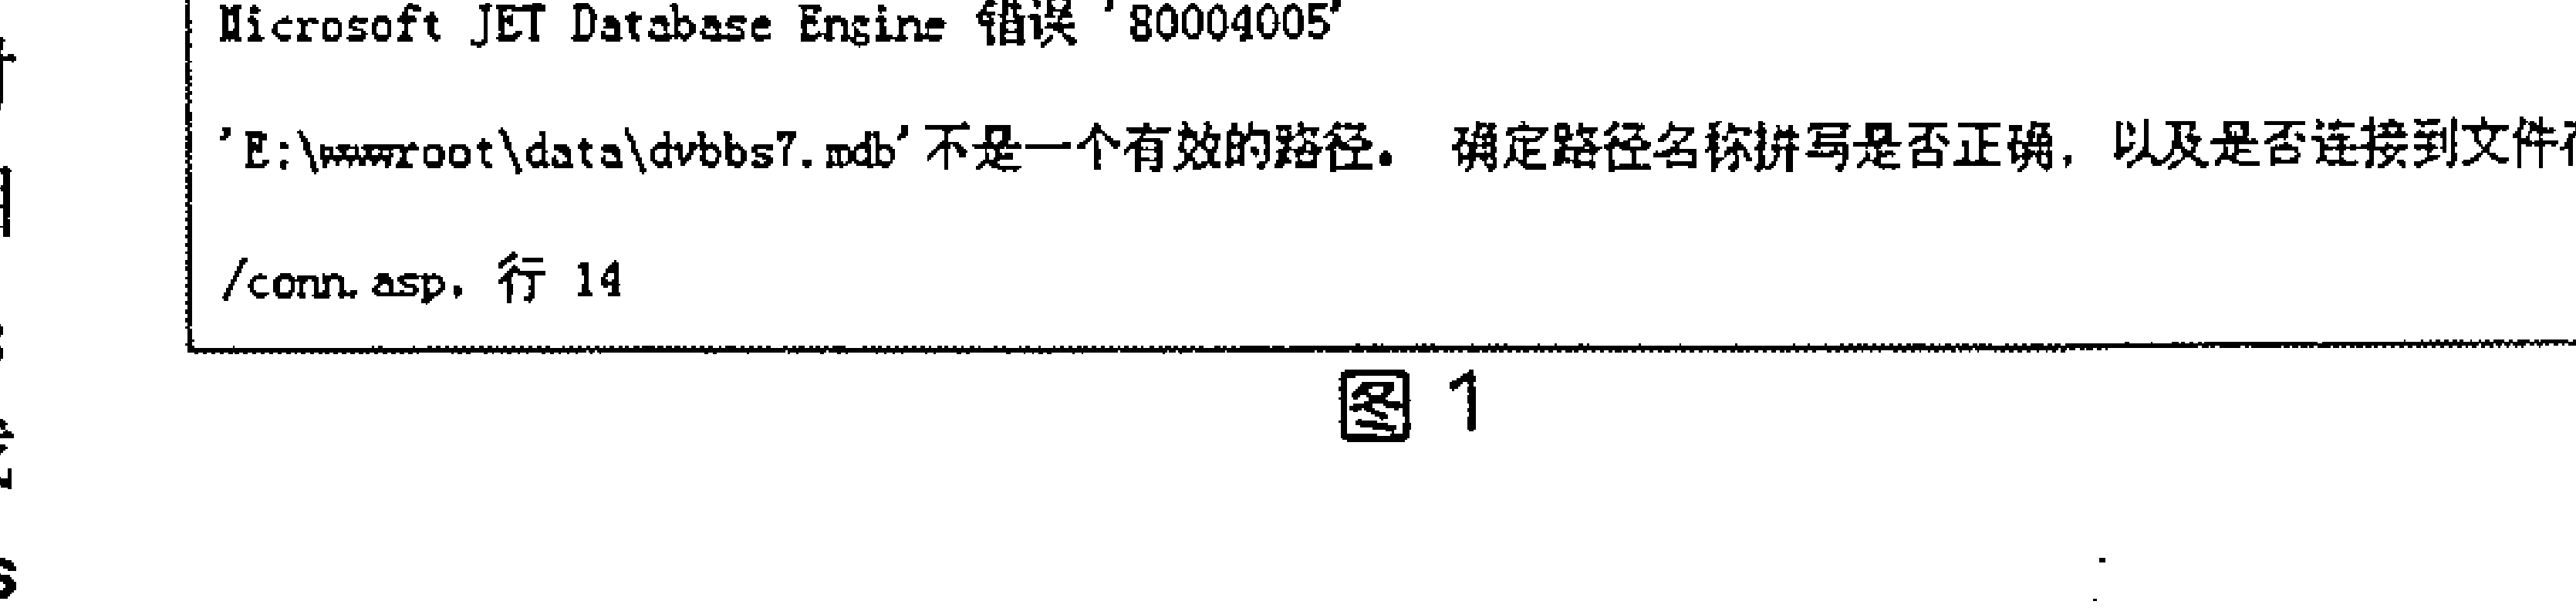 Microsoft JET Database Engine 错误 '80004005'
'E:\wwwroot\data\dvbbs7.mdb'不是一个有效的路径。 确定路径名称拼写是否正确，以及是否连接到文件
/conn.asp，行 14
图 1